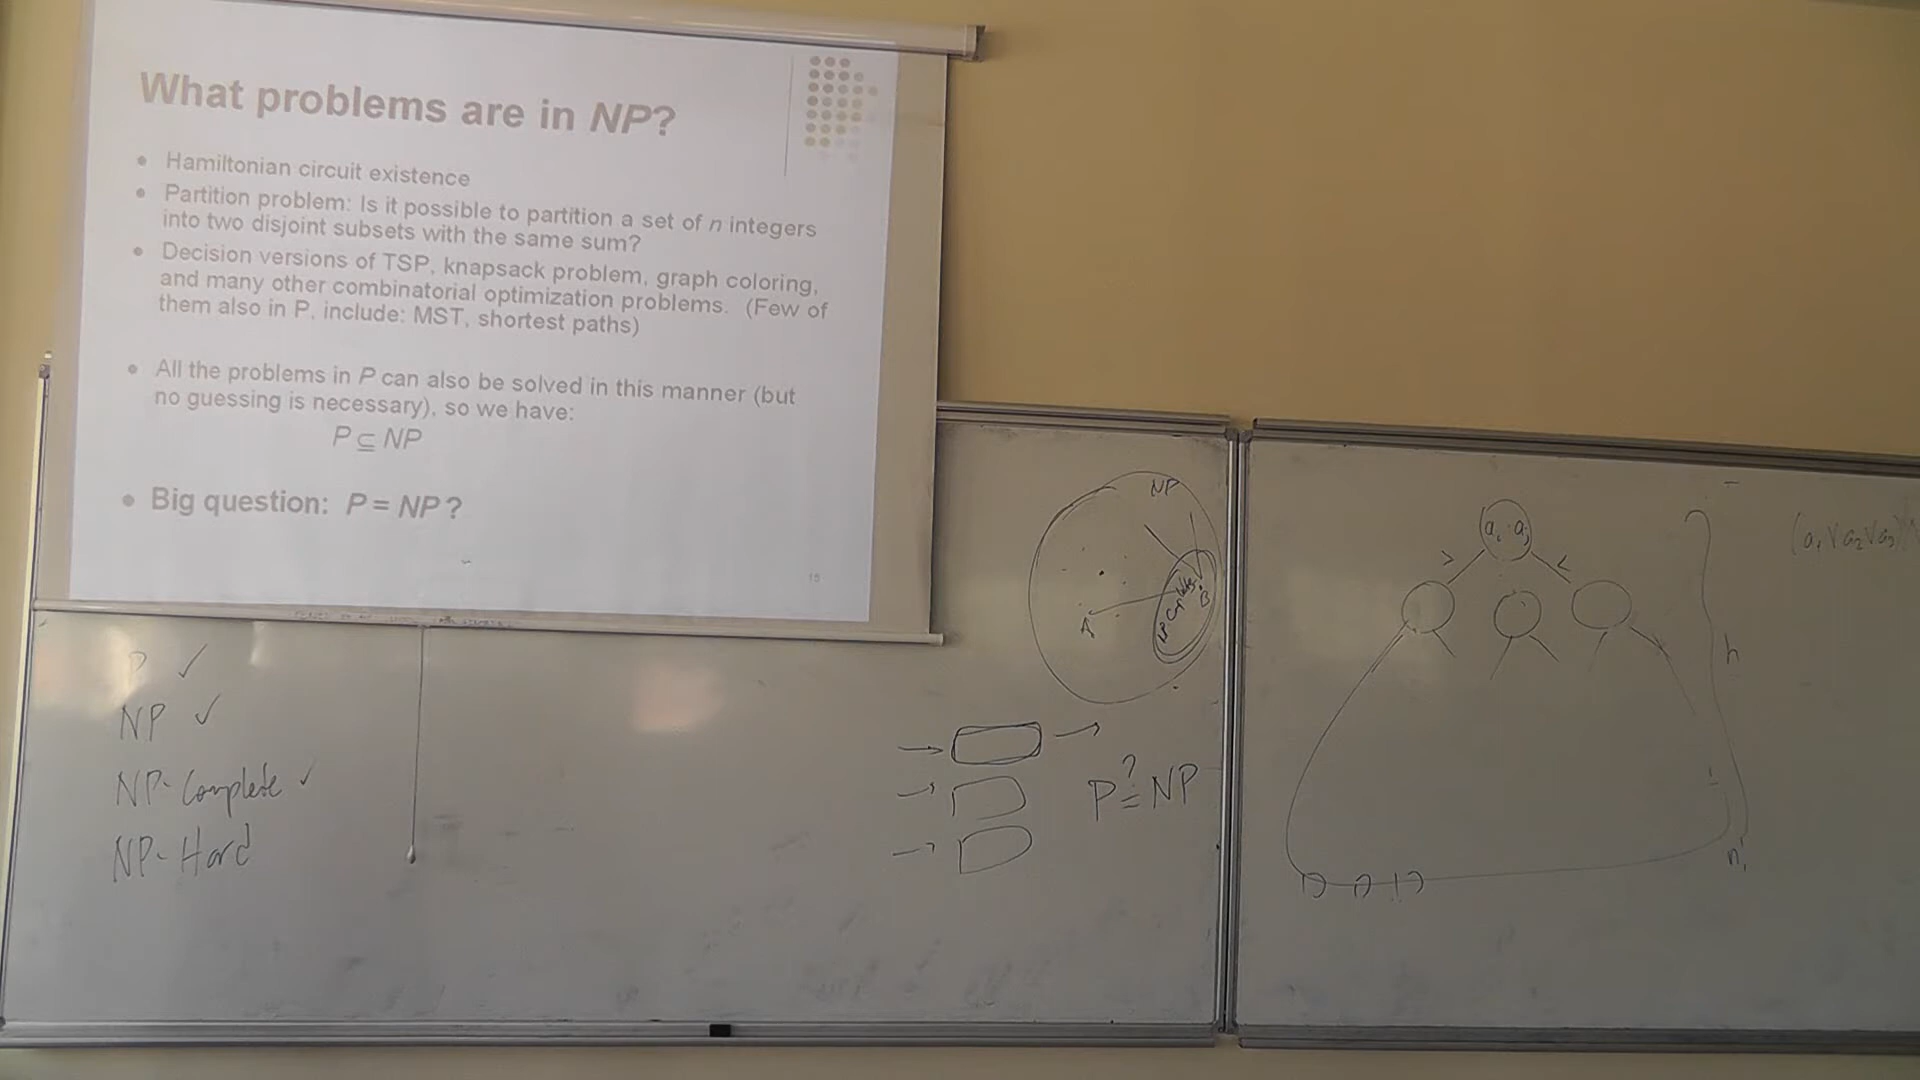 What problems are in NP?
• Hamiltonian circuit existence
• Partition problem: Is it possible to partition a set of n integers
into two disjoint subsets with the same sum?
• Decision versions of TSP, knapsack problem, graph coloring,
and many other combinatorial optimization problems. (Few of
them also in P, include: MST, shortest paths)
• All the problems in P can also be solved in this manner (but
no guessing is necessary), so we have:
P ⊆ NP
• Big question: P = NP ?
15
P ✓
NP ✓
NP-Complete ✓
NP-Hard
NP
P ?= NP
> <
h
n!
(a₁ ∨ a₂ ∨ a₃) ∧